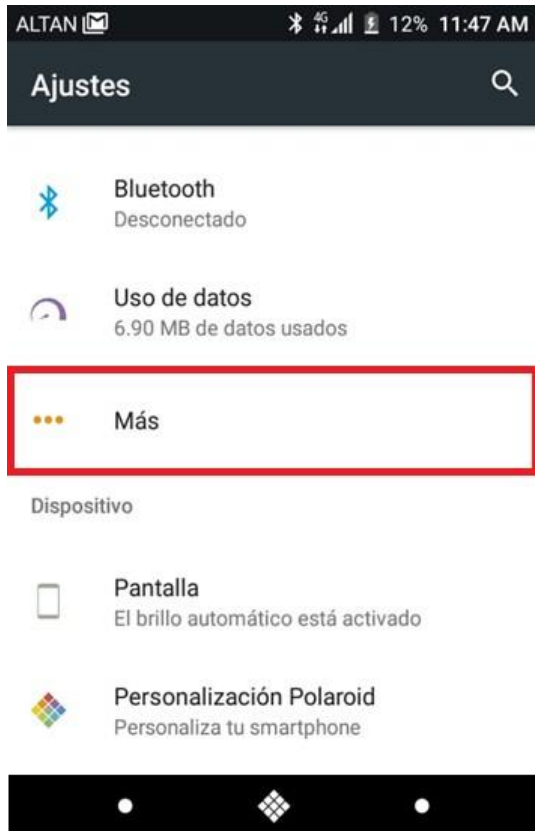 ALTAN 4G 12% 11:47 AM
Ajustes
Bluetooth
Desconectado
Uso de datos
6.90 MB de datos usados
Más
Dispositivo
Pantalla
El brillo automático está activado
Personalización Polaroid
Personaliza tu smartphone